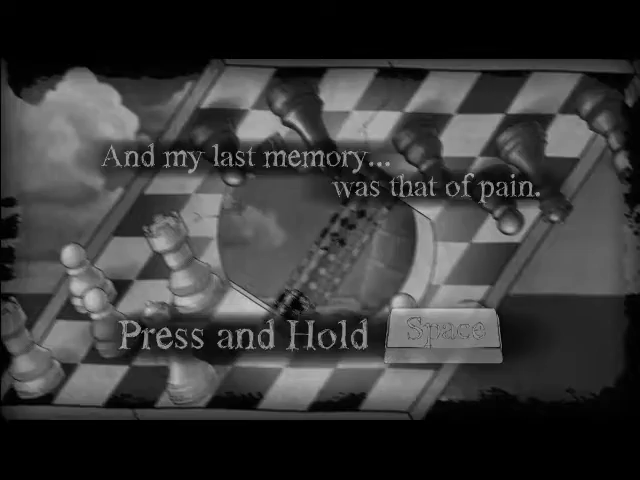 And my last memory...
was that of pain.
Press and Hold Space